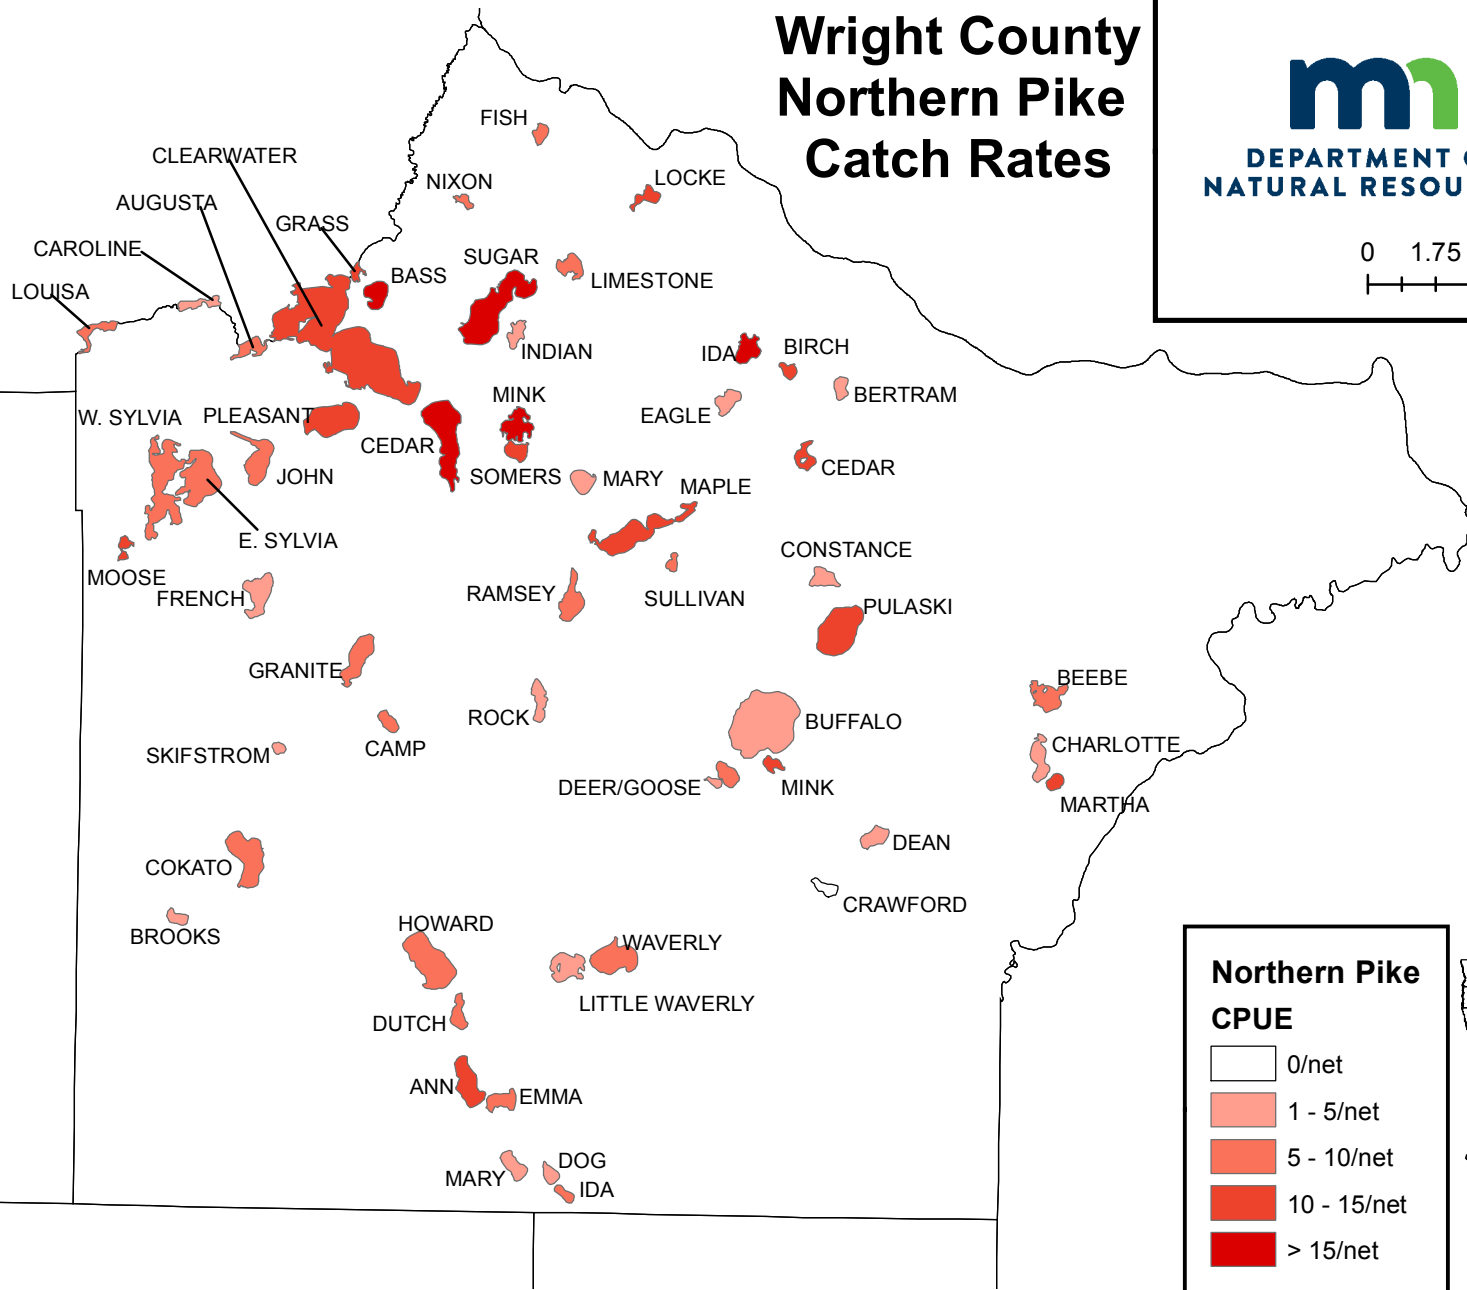 Wright County
Northern Pike
Catch Rates
mn
DEPARTMENT
NATURAL RESOU
0 1.75
FISH
CLEARWATER
NIXON
LOCKE
AUGUSTA
GRASS
CAROLINE
SUGAR
BASS
LIMESTONE
LOUISA
INDIAN
IDA
BIRCH
MINK
BERTRAM
W. SYLVIA
PLEASANT
EAGLE
CEDAR
CEDAR
JOHN
SOMERS
MARY
MAPLE
E. SYLVIA
CONSTANCE
MOOSE
FRENCH
RAMSEY
SULLIVAN
PULASKI
GRANITE
BEEBE
ROCK
BUFFALO
SKIFSTROM
CAMP
CHARLOTTE
DEER/GOOSE
MINK
MARTHA
DEAN
COKATO
CRAWFORD
HOWARD
BROOKS
WAVERLY
LITTLE WAVERLY
DUTCH
ANN
EMMA
MARY
DOG
IDA
Northern Pike
CPUE
0/net
1 - 5/net
5 - 10/net
10 - 15/net
> 15/net